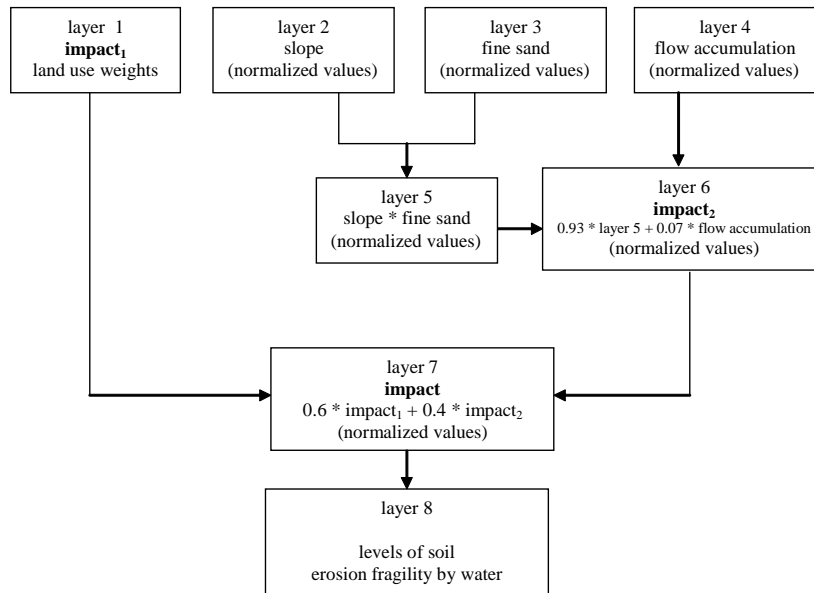 layer 1
impact₁
land use weights
layer 2
slope
(normalized values)
layer 3
fine sand
(normalized values)
layer 4
flow accumulation
(normalized values)
layer 5
slope * fine sand
(normalized values)
layer 6
impact₂
0.93 * layer 5 + 0.07 * flow accumulation
(normalized values)
layer 7
impact
0.6 * impact₁ + 0.4 * impact₂
(normalized values)
layer 8
levels of soil
erosion fragility by water